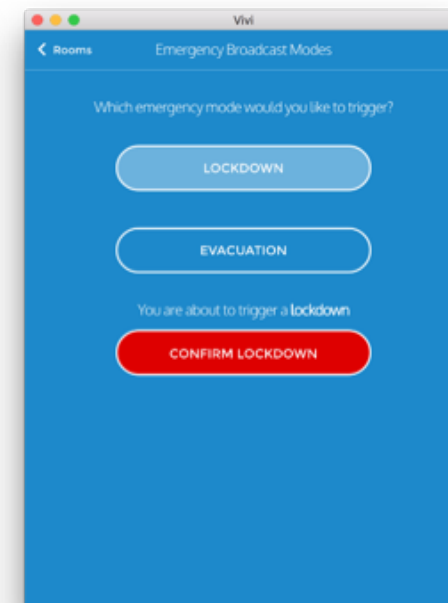 Vivi
Rooms
Emergency Broadcast Modes
Which emergency mode would you like to trigger?
LOCKDOWN
EVACUATION
You are about to trigger a lockdown
CONFIRM LOCKDOWN